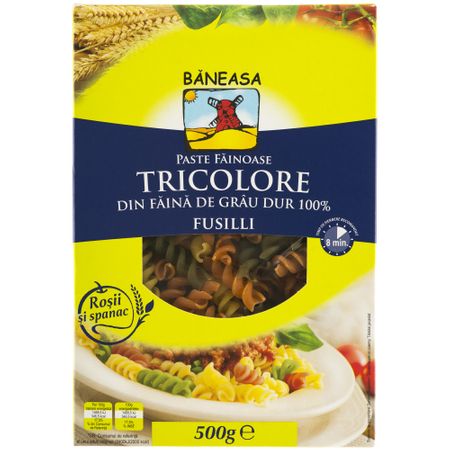 BĂNEASA
PASTE FĂINOASE
TRICOLORE
DIN FĂINĂ DE GRÂU DUR 100%
FUSILLI
8 min.
Roșii
și spanac
500g e